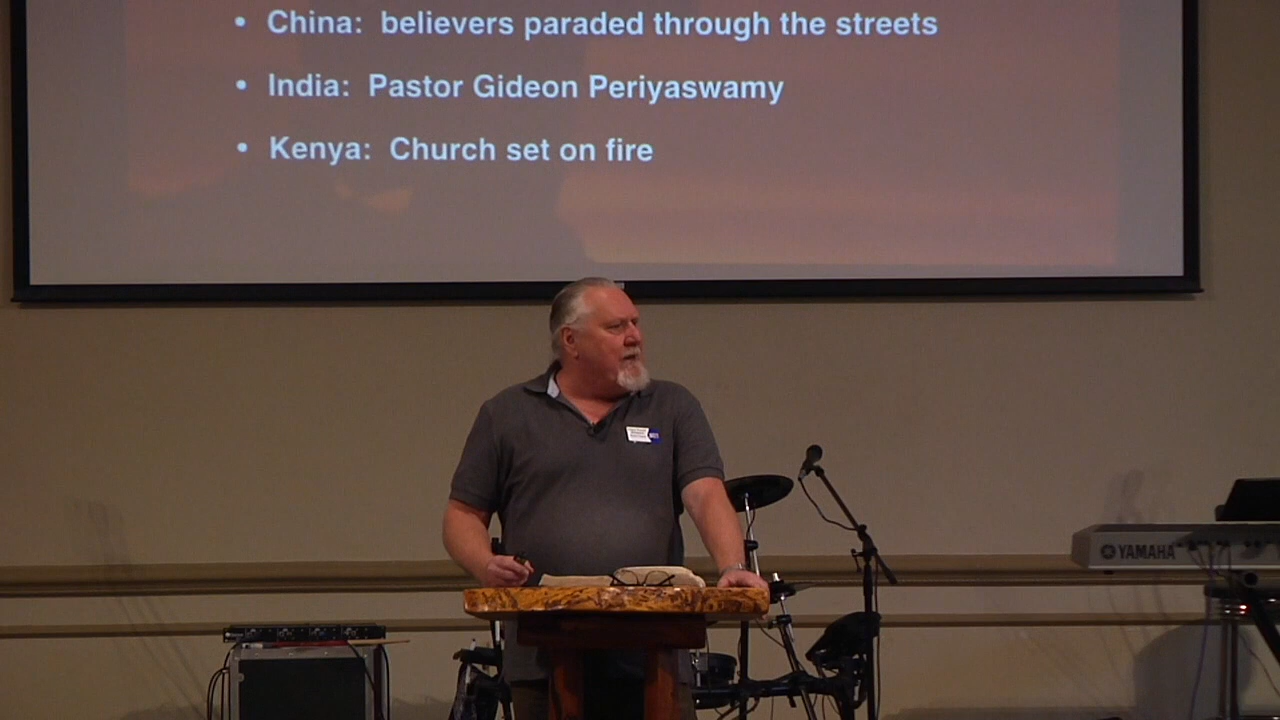 • China: believers paraded through the streets
• India: Pastor Gideon Periyaswamy
• Kenya: Church set on fire
YAMAHA